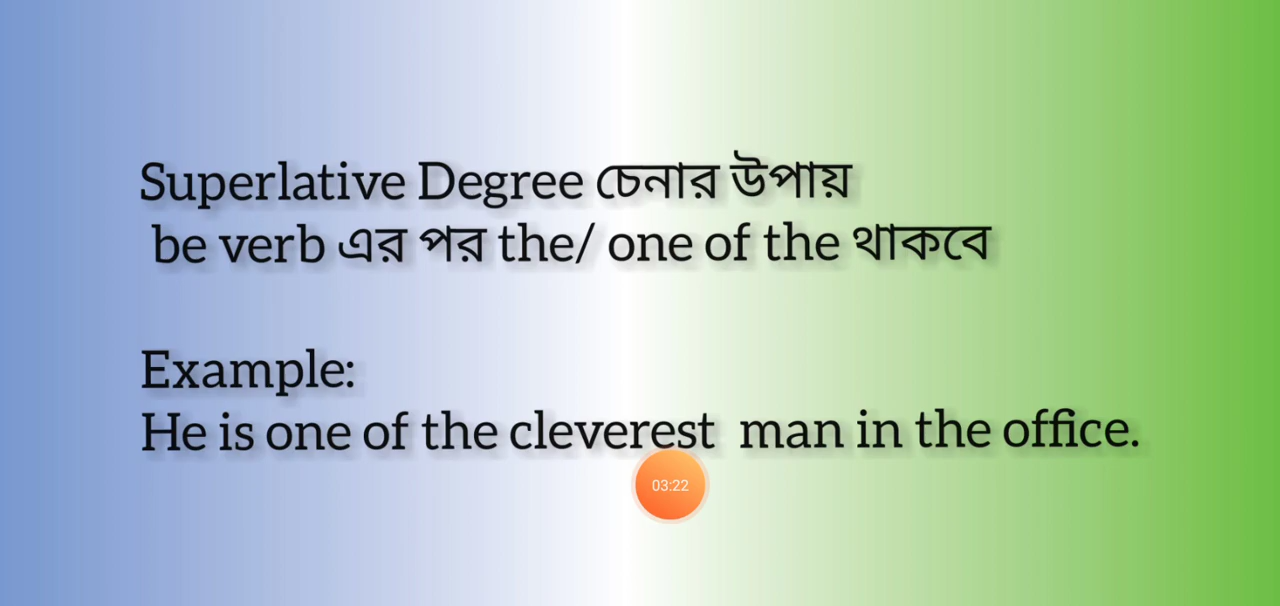 Superlative Degree চেনার উপায়
be verb এর পর the/ one of the থাকবে
Example:
He is one of the cleverest man in the office.
03:22